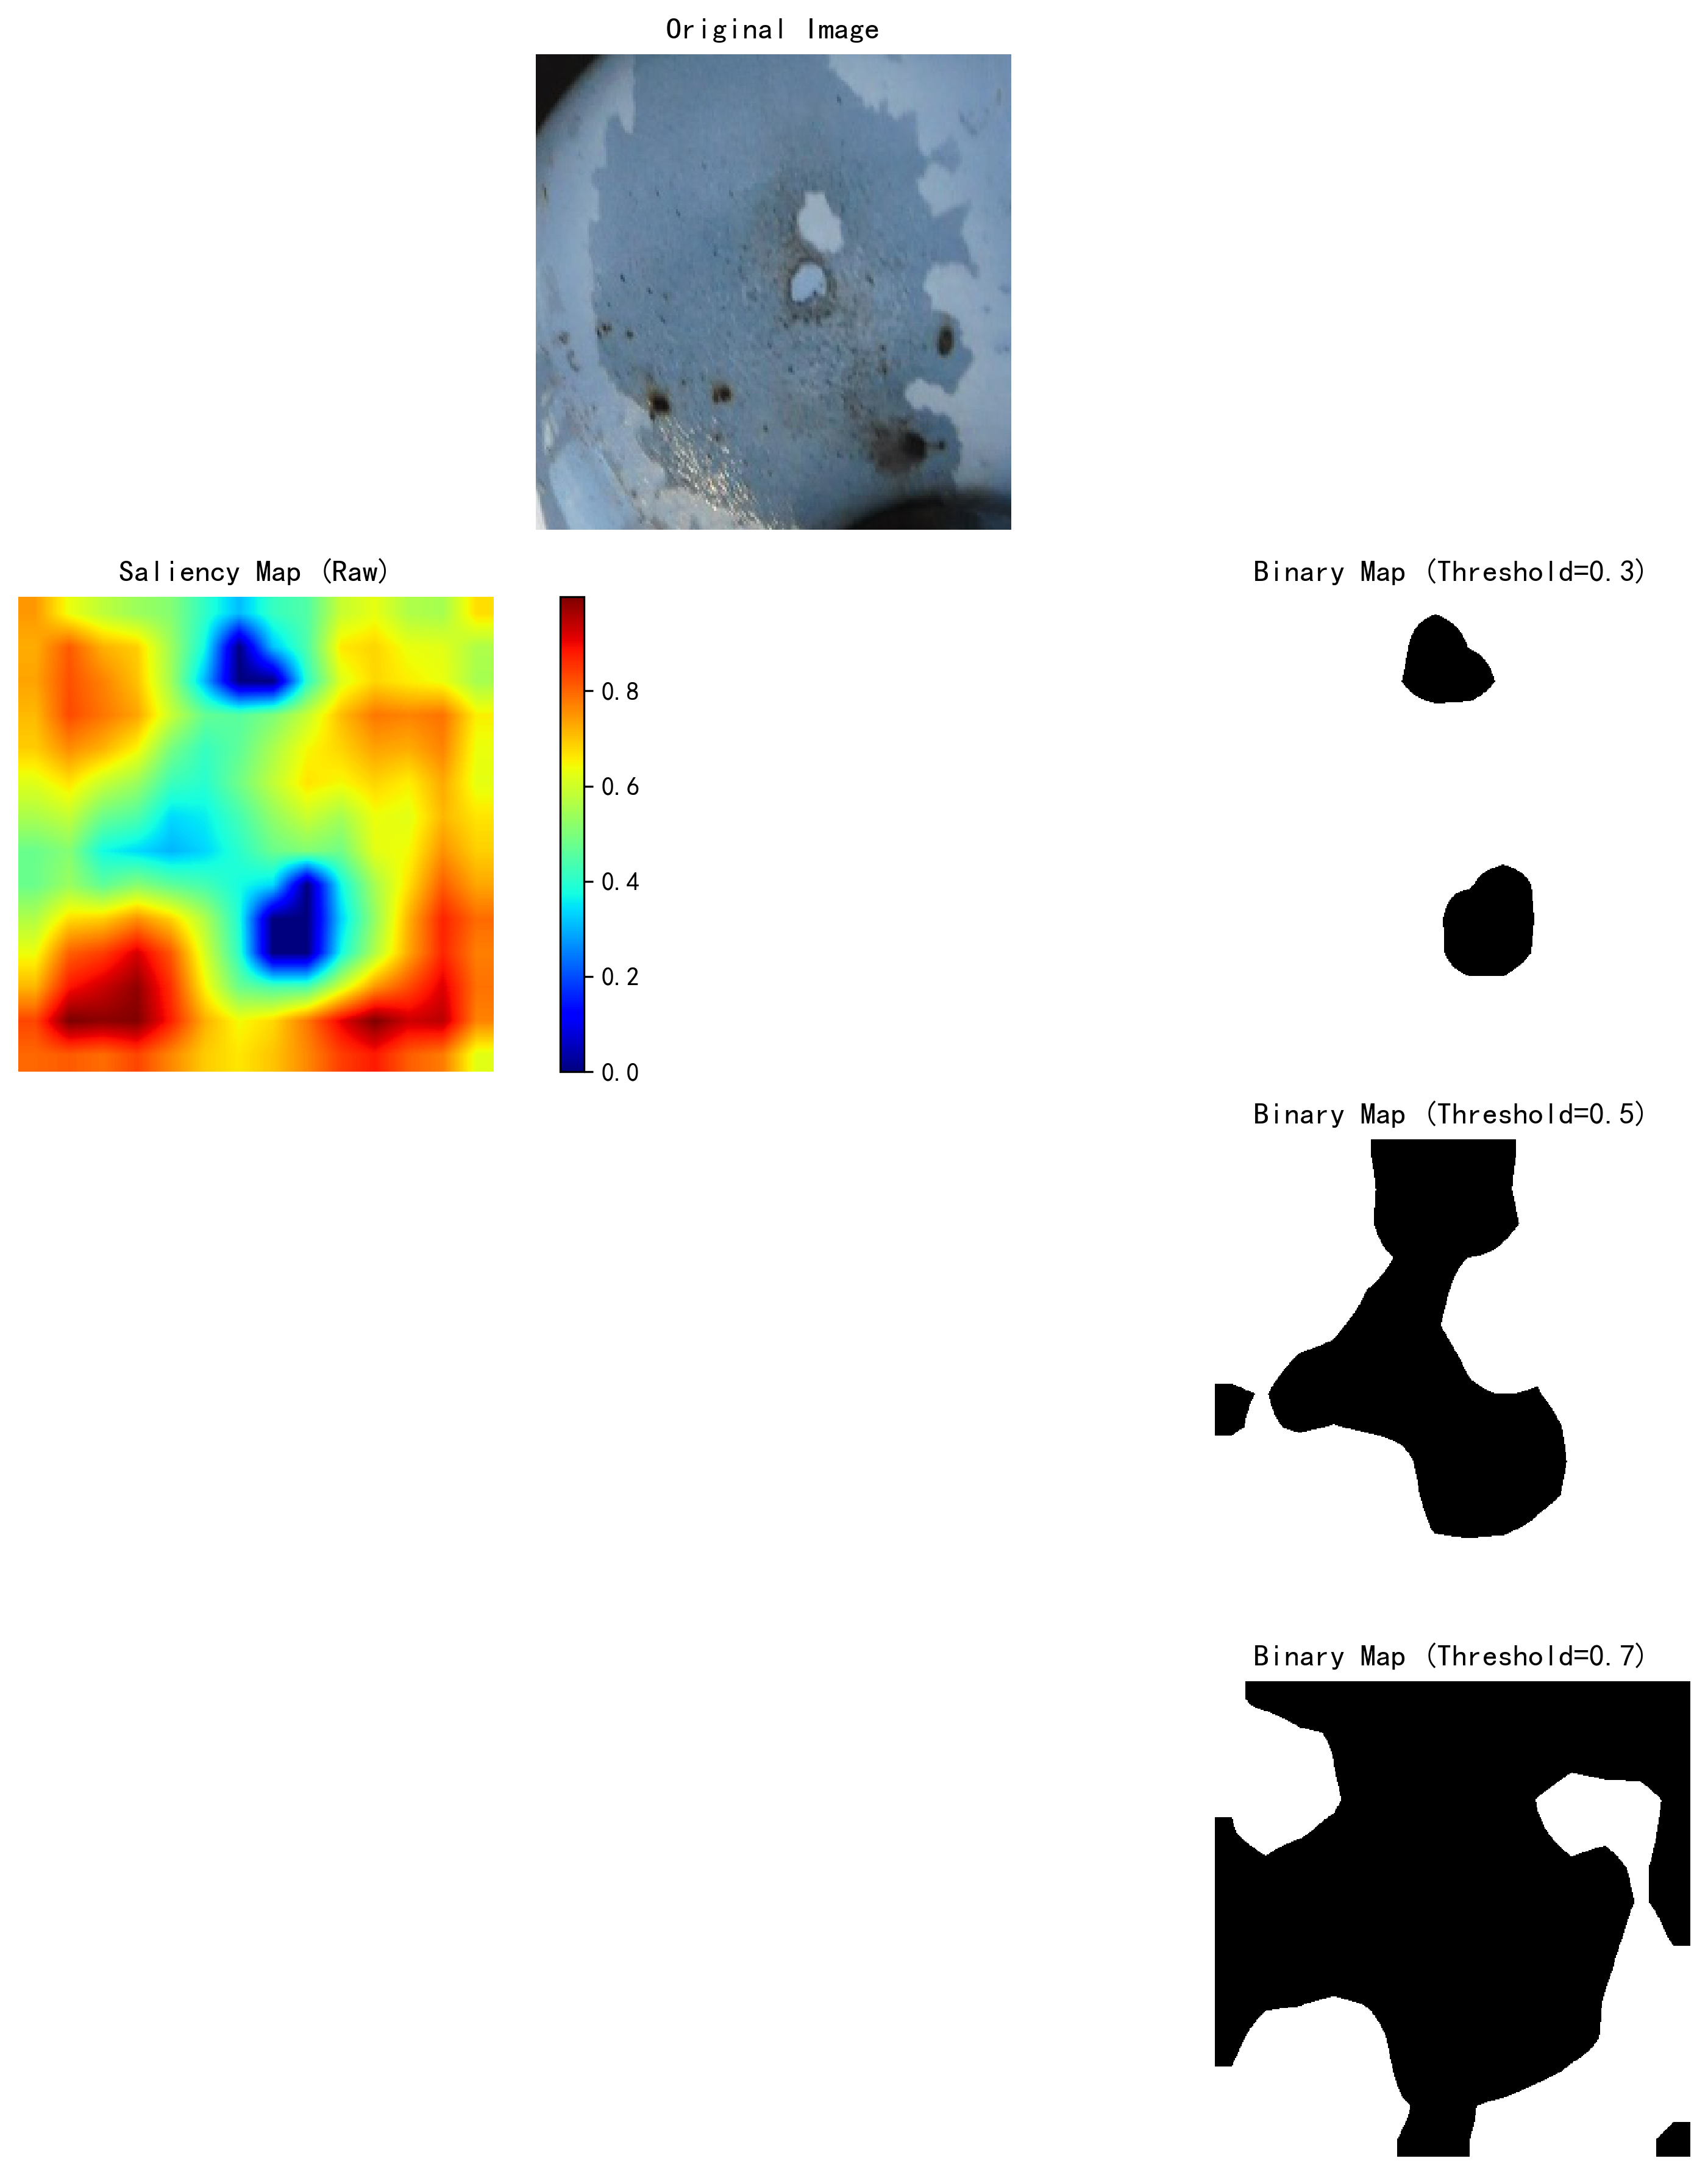 Original Image
Saliency Map (Raw)
Binary Map (Threshold=0.3)
0.8
0.6
0.4
0.2
0.0
Binary Map (Threshold=0.5)
Binary Map (Threshold=0.7)